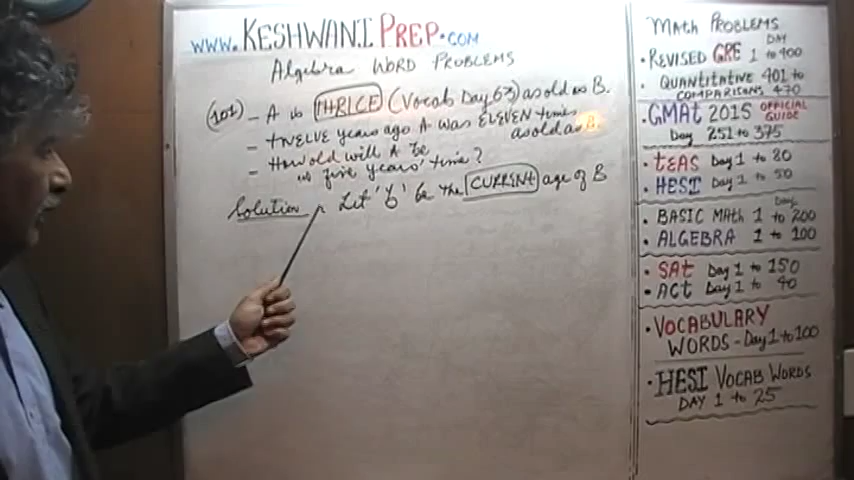 www.KESHWANI PREP.COM
Algebra WORD PROBLEMS
(101) - A is THRICE (Vocab Day 63) as old as B.
- TWELVE years ago A was ELEVEN times
as old as B.
- How old will A be
in five years' time?
Solution Let 'b' be the CURRENT age of B
Math PROBLEMS
DAY
• REVISED GRE 1 to 400
• QUANTITATIVE 401 to
COMPARISONS 470
• GMAt 2015 OFFICIAL
GUIDE
Day 251 to 375
• tEAS Day 1 to 80
• HESI Day 1 to 50
Day
• BASIC Math 1 to 200
• ALGEBRA 1 to 100
• SAt Day 1 to 150
• ACt Day 1 to 40
• VOCABULARY
WORDS - Day 1 to 100
• HESI VOCAB WORDS
DAY 1 to 25